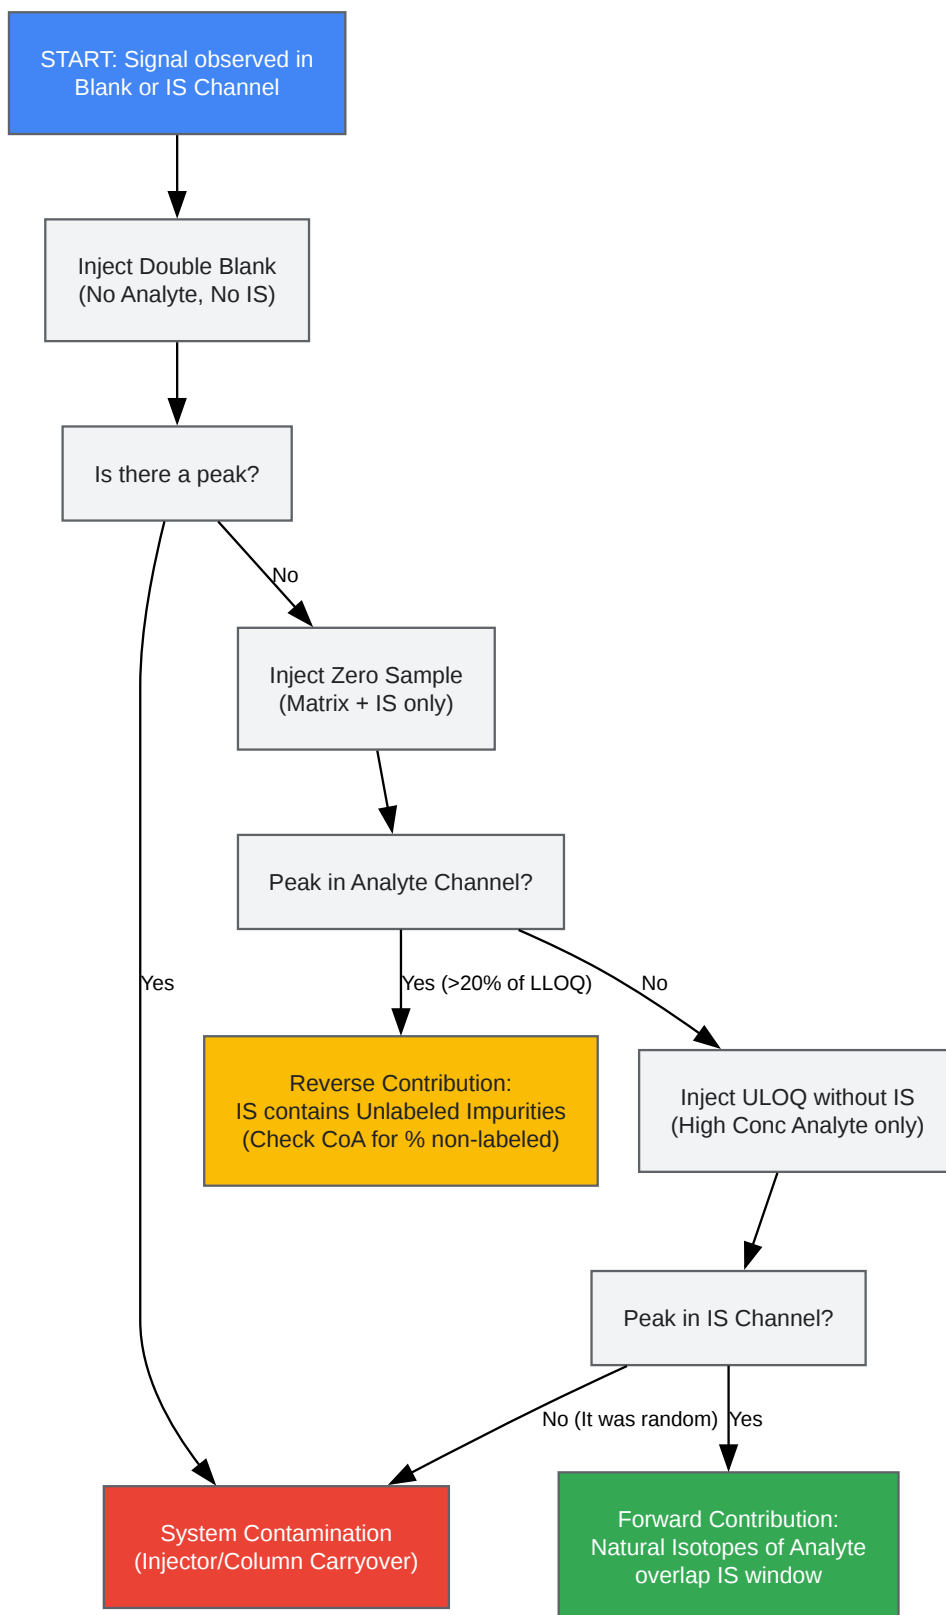 START: Signal observed in
Blank or IS Channel
Inject Double Blank
(No Analyte, No IS)
Is there a peak?
No
Inject Zero Sample
(Matrix + IS only)
Peak in Analyte Channel?
Yes
Yes (>20% of LLOQ)
No
Reverse Contribution:
IS contains Unlabeled Impurities
(Check CoA for % non-labeled)
Inject ULOQ without IS
(High Conc Analyte only)
Peak in IS Channel?
No (It was random)
Yes
System Contamination
(Injector/Column Carryover)
Forward Contribution:
Natural Isotopes of Analyte
overlap IS window